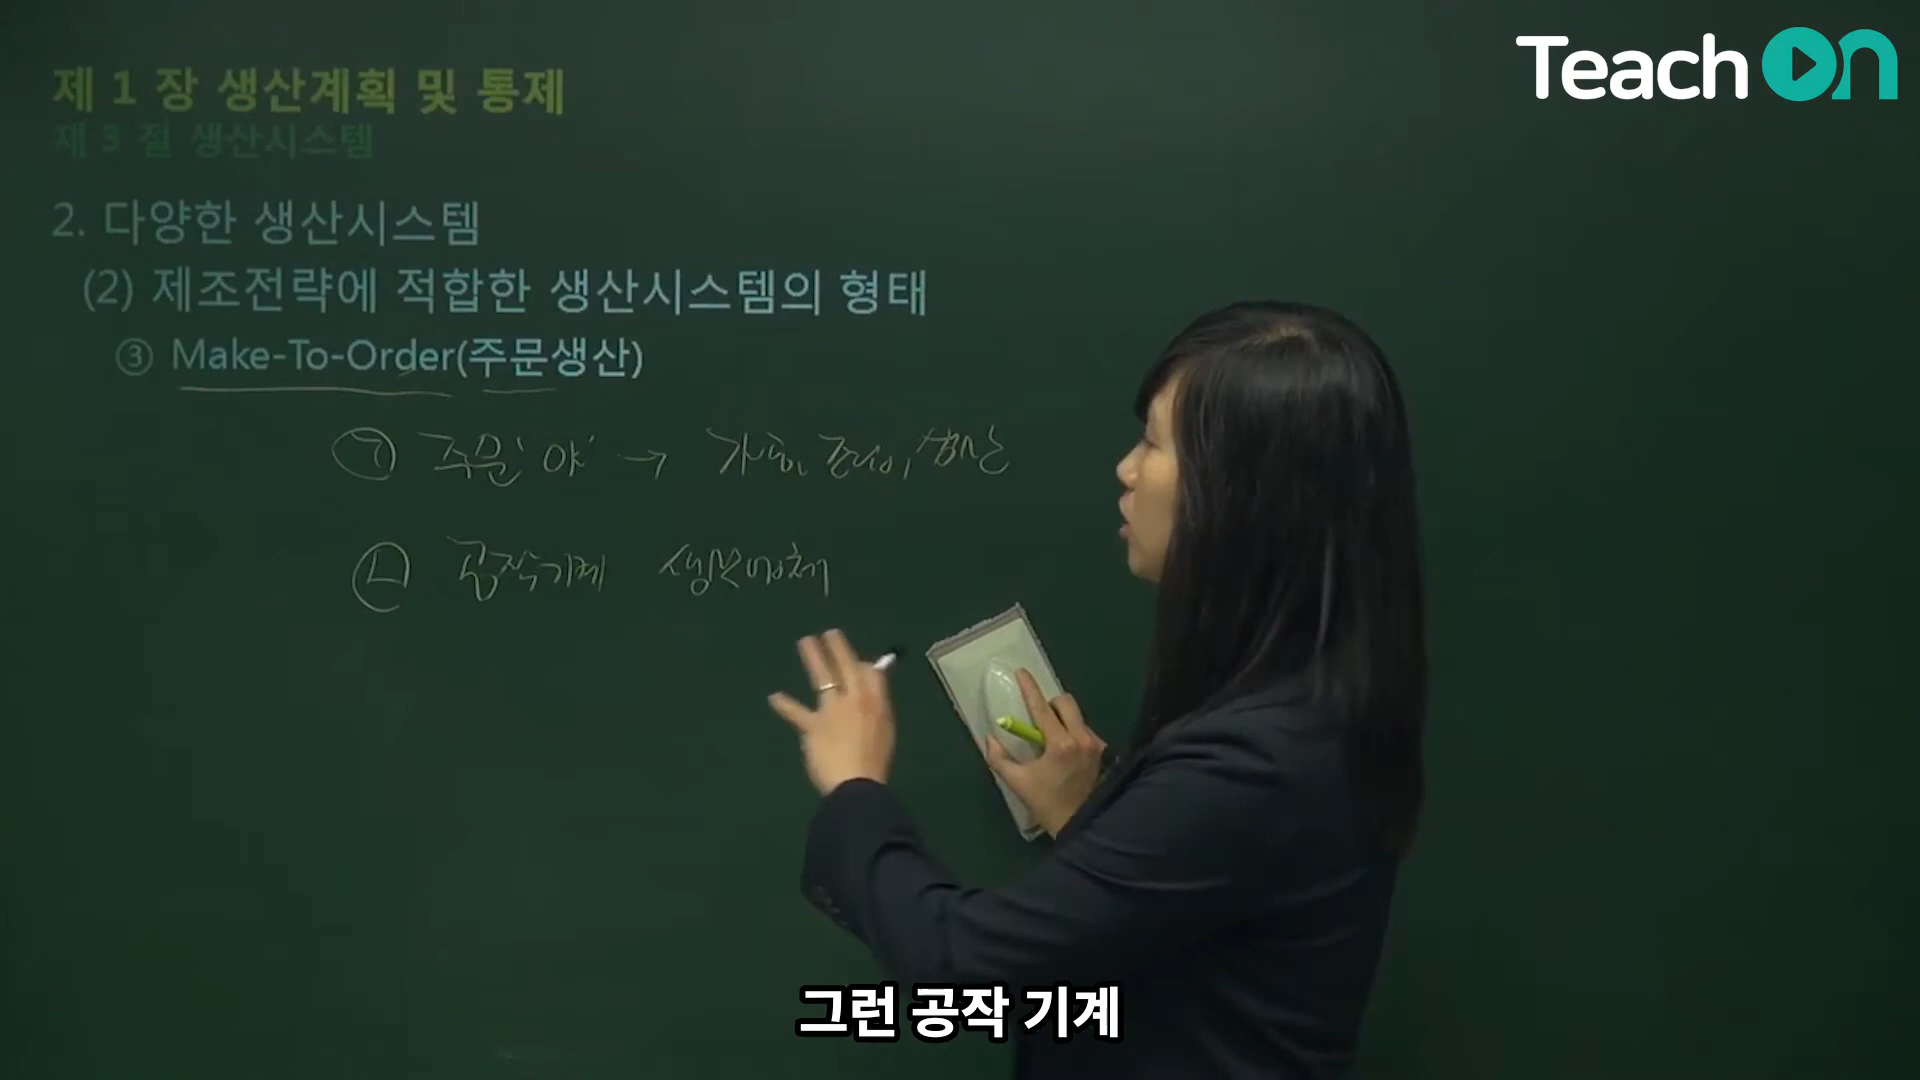 Teach On
제 1 장 생산계획 및 통제
제 3 절 생산시스템
2. 다양한 생산시스템
(2) 제조전략에 적합한 생산시스템의 형태
③ Make-To-Order(주문생산)
㉠ 주문 after → 가공, 조립, 생산
㉡ 공작기계 생산업체
그런 공작 기계